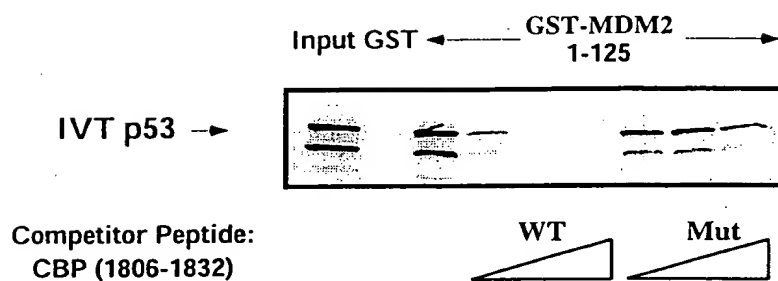 Input GST GST-MDM2
1-125
IVT p53
Competitor Peptide:
CBP (1806-1832)
WT Mut